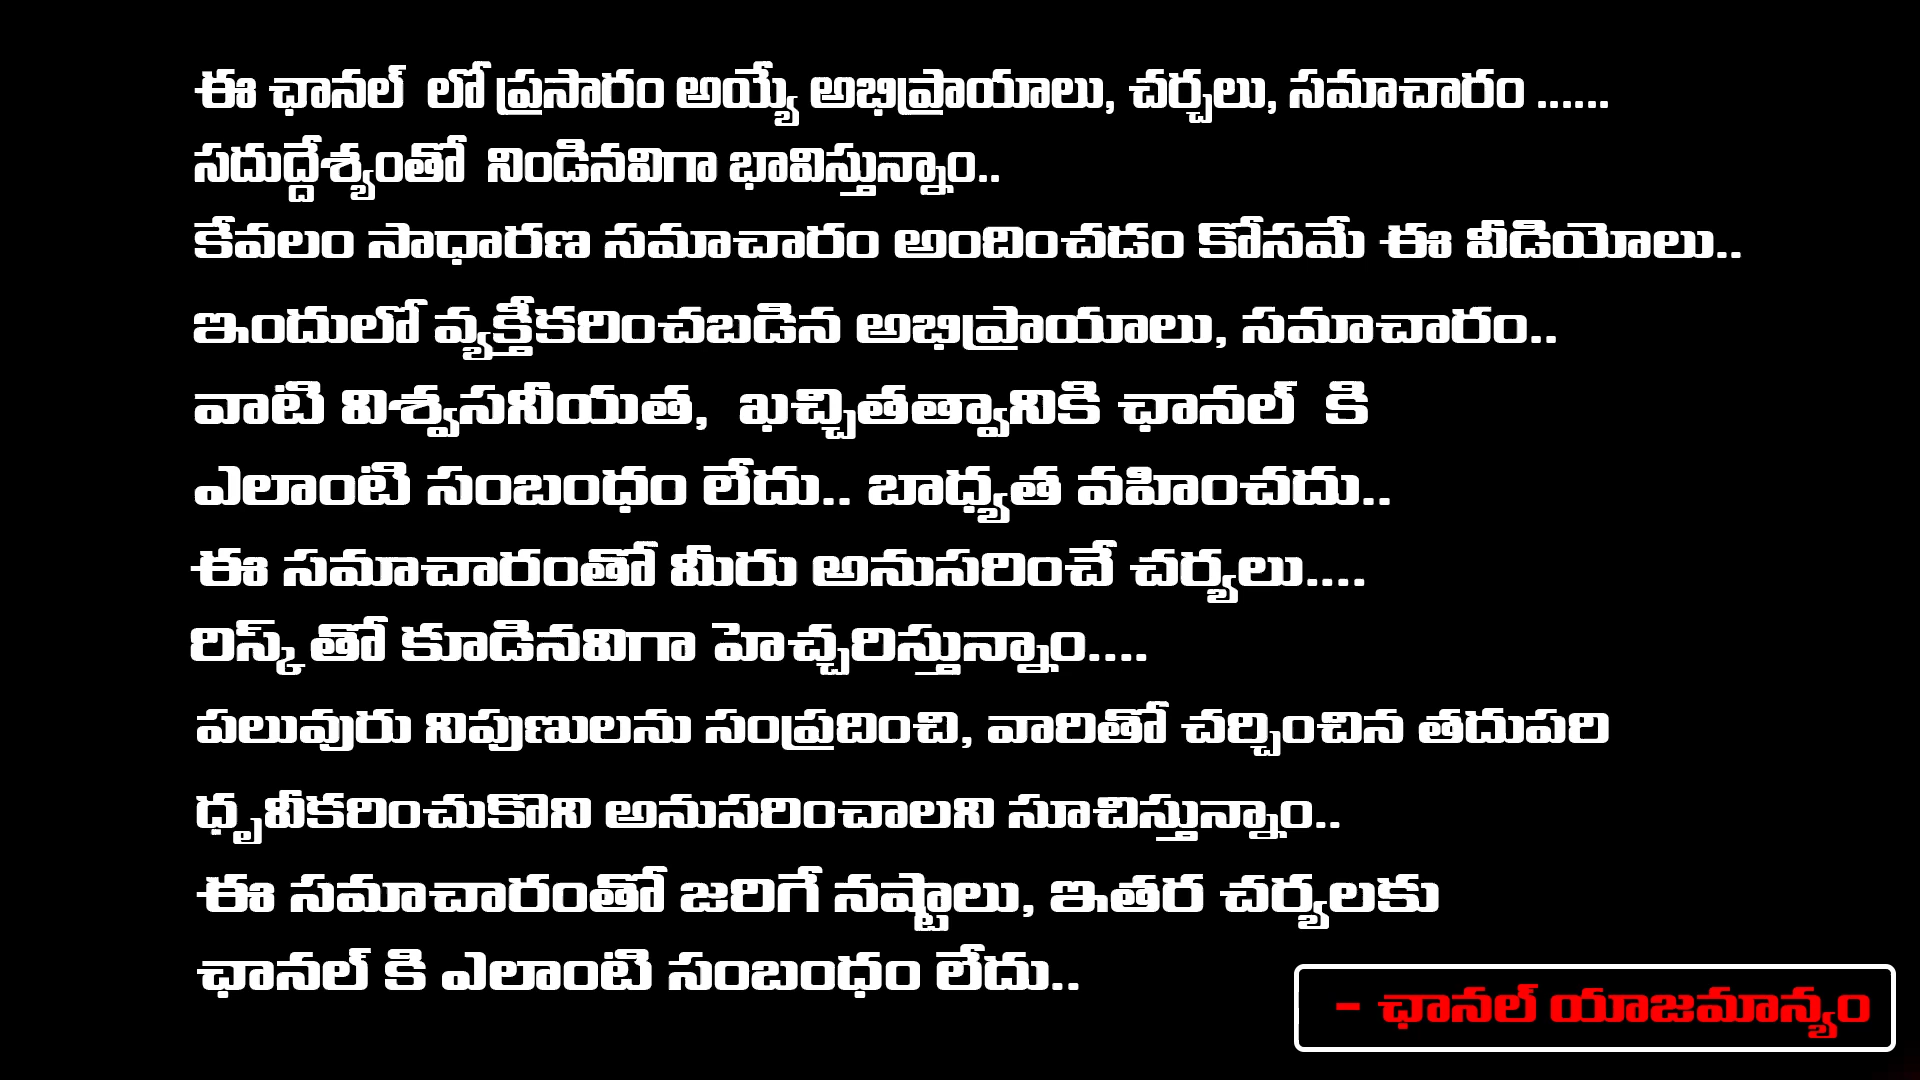 ఈ ఛానల్ లో ప్రసారం అయ్యే అభిప్రాయాలు, చర్చలు, సమాచారం ......
సదుద్దేశ్యంతో నిండినవిగా భావిస్తున్నాం..
కేవలం సాధారణ సమాచారం అందించడం కోసమే ఈ వీడియోలు..
ఇందులో వ్యక్తీకరించబడిన అభిప్రాయాలు, సమాచారం..
వాటి విశ్వసనీయత, ఖచ్చితత్వానికి ఛానల్ కి
ఎలాంటి సంబంధం లేదు.. బాధ్యత వహించదు..
ఈ సమాచారంతో మీరు అనుసరించే చర్యలు....
రిస్క్ తో కూడినవిగా హెచ్చరిస్తున్నాం....
పలువురు నిపుణులను సంప్రదించి, వారితో చర్చించిన తదుపరి
ధృవీకరించుకొని అనుసరించాలని సూచిస్తున్నాం..
ఈ సమాచారంతో జరిగే నష్టాలు, ఇతర చర్యలకు
ఛానల్ కి ఎలాంటి సంబంధం లేదు..
- ఛానల్ యాజమాన్యం